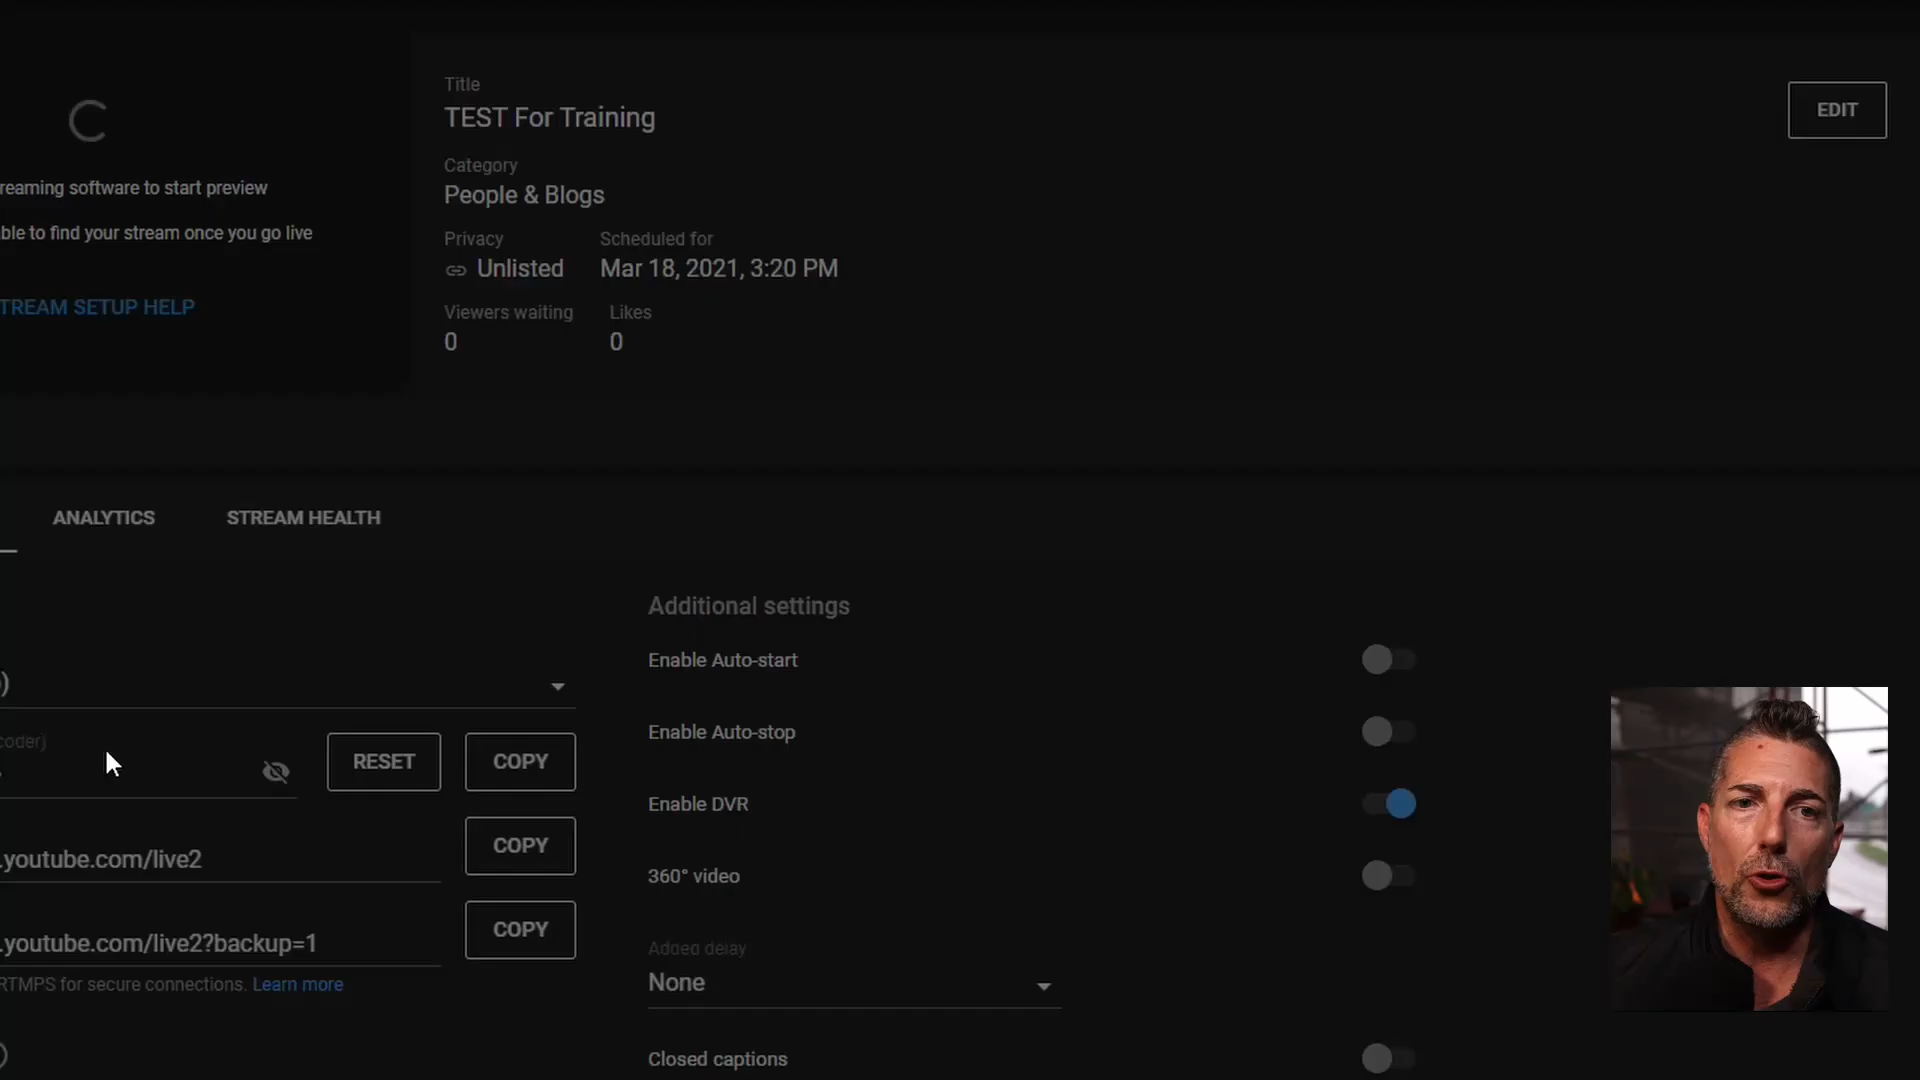 Title
TEST For Training
EDIT
Category
People & Blogs
reaming software to start preview
ble to find your stream once you go live
Privacy
Scheduled for
Unlisted
Mar 18, 2021, 3:20 PM
TREAM SETUP HELP
Viewers waiting
Likes
0
0
ANALYTICS
STREAM HEALTH
Additional settings
Enable Auto-start
)
Enable Auto-stop
coder)
RESET
COPY
Enable DVR
.youtube.com/live2
COPY
360° video
.youtube.com/live2?backup=1
COPY
Added delay
None
RTMPS for secure connections. Learn more
Closed captions